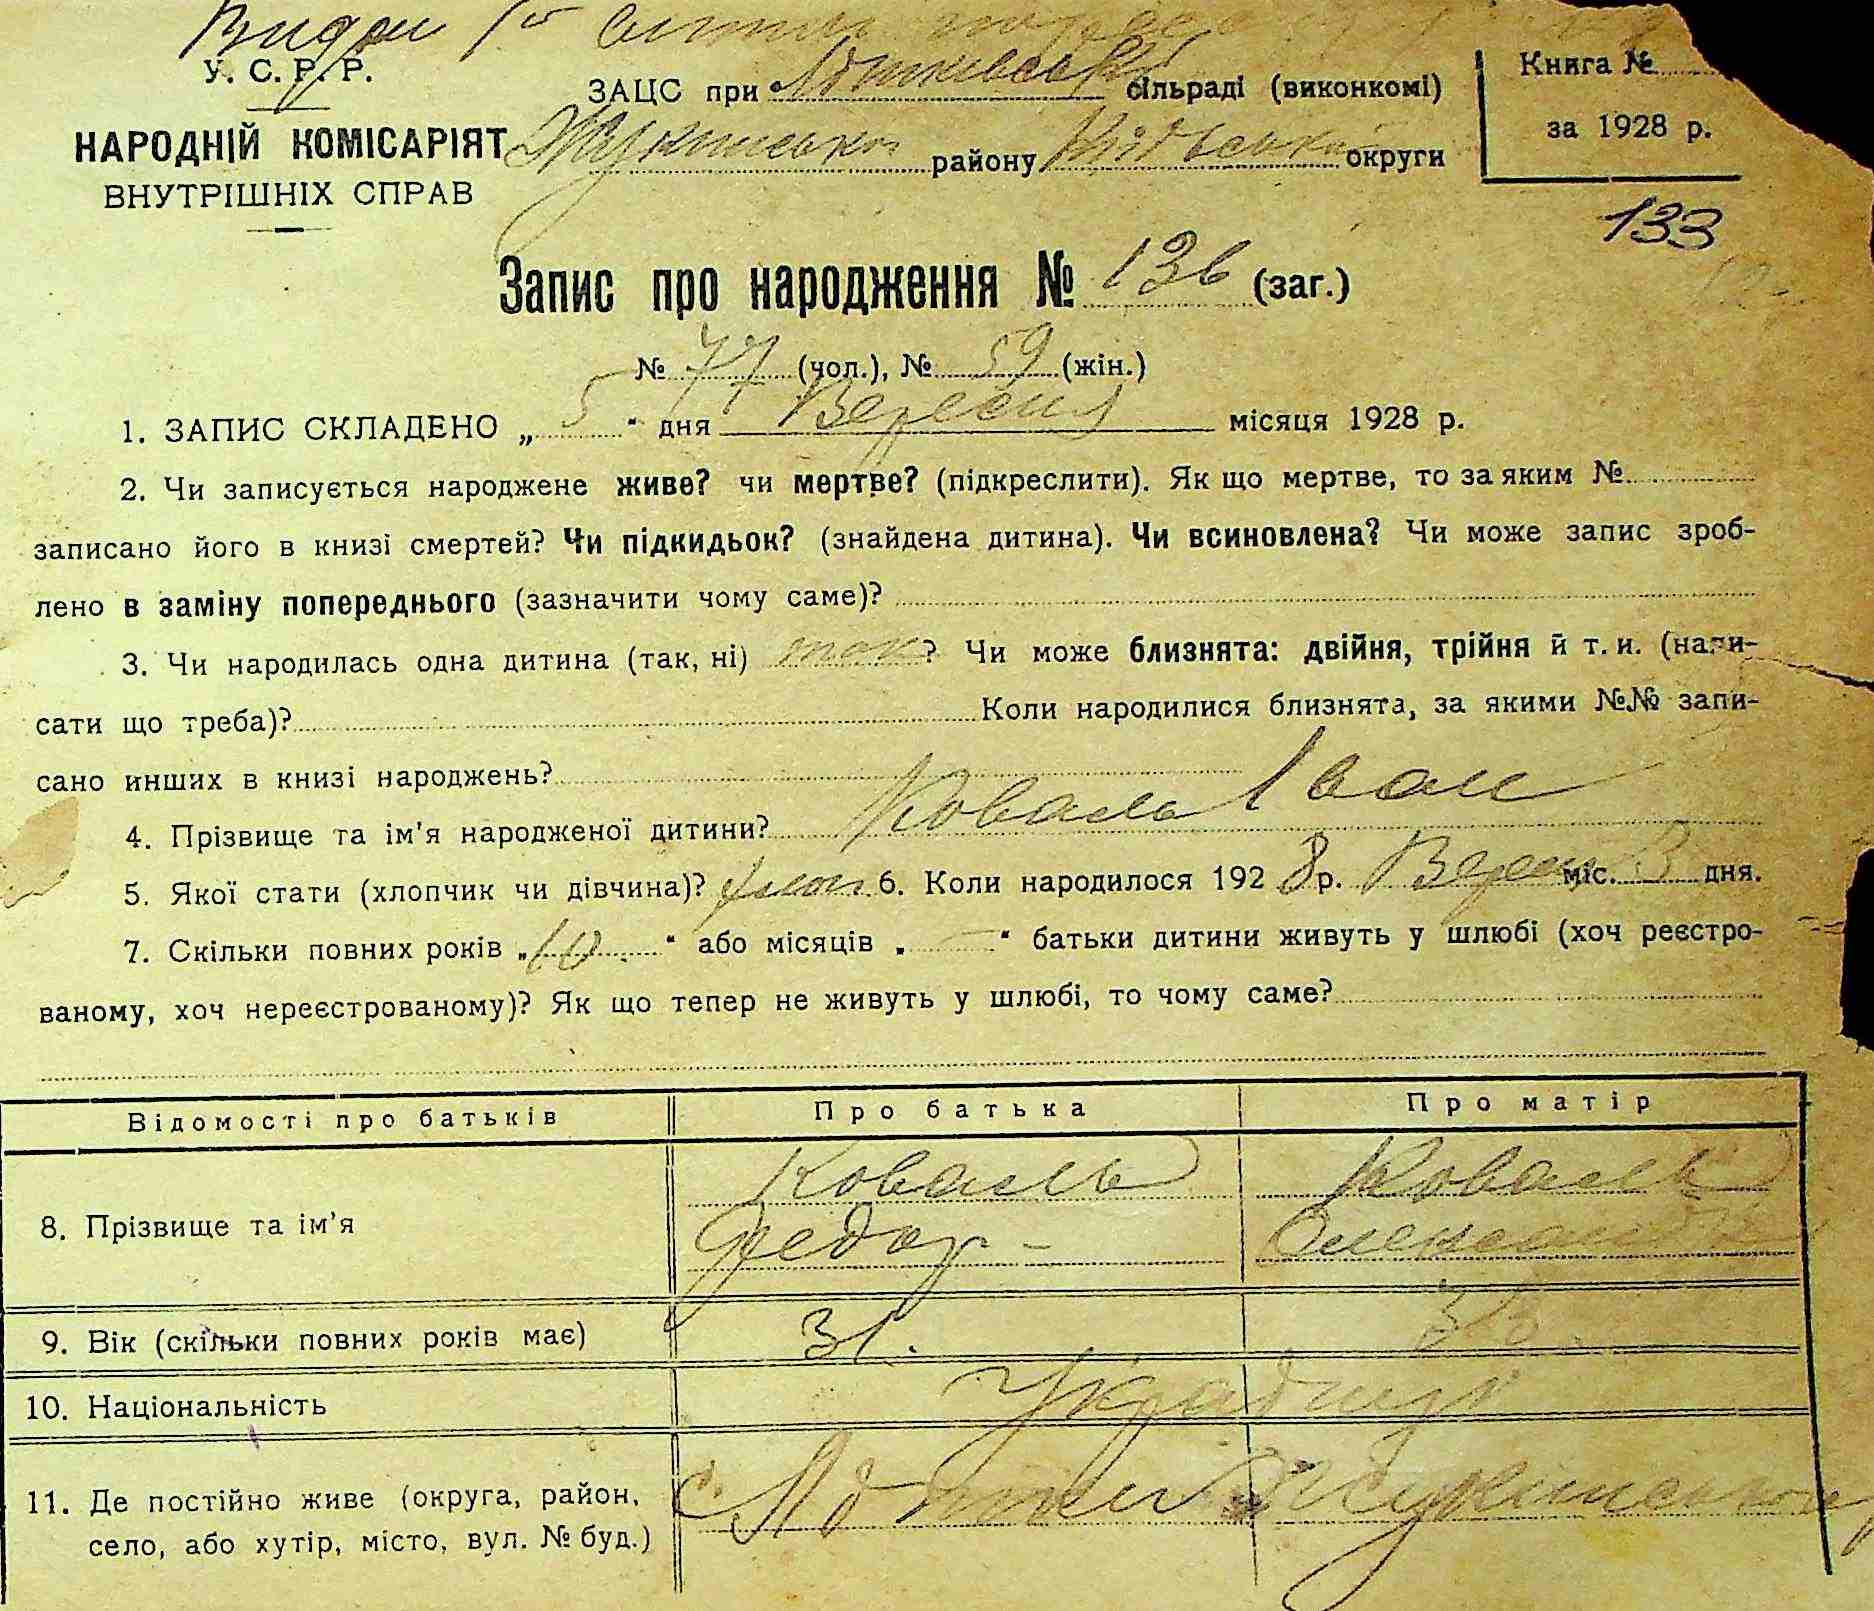 Видан
У. С. Р. Р.
НАРОДНІЙ КОМІСАРІЯТ
ВНУТРІШНІХ СПРАВ
ЗАЦС при сільраді (виконкомі)
району округи
Книга №
за 1928 р.
133
Запис про народження № 136 (заг.)
№ 77 (чол.), № 59 (жін.)
1. ЗАПИС СКЛАДЕНО „ 5 “ дня Вересня місяця 1928 р.
2. Чи записується народжене живе? чи мертве? (підкреслити). Як що мертве, то за яким №
записано його в книзі смертей? Чи підкидьок? (знайдена дитина). Чи всиновлена? Чи може запис зроб-
лено в заміну попереднього (зазначити чому саме)?
3. Чи народилась одна дитина (так, ні) так? Чи може близнята: двійня, трійня й т. и. (напи-
сати що треба)? Коли народилися близнята, за якими №№ запи-
сано инших в книзі народжень?
4. Прізвище та ім’я народженої дитини? Коваль Іван
5. Якої стати (хлопчик чи дівчина)? хлоп. 6. Коли народилося 1928 р. Верес міс. 3 дня.
7. Скільки повних років „ 10 “ або місяців „ — “ батьки дитини живуть у шлюбі (хоч реєстро-
ваному, хоч нереєстрованому)? Як що тепер не живуть у шлюбі, то чому саме?
Відомості про батьків Про батька Про матір
8. Прізвище та ім’я Коваль Федор - Коваль Олександра
9. Вік (скільки повних років має) 31.
10. Національність Українці
11. Де постійно живе (округа, район,
село, або хутір, місто, вул. № буд.) с.